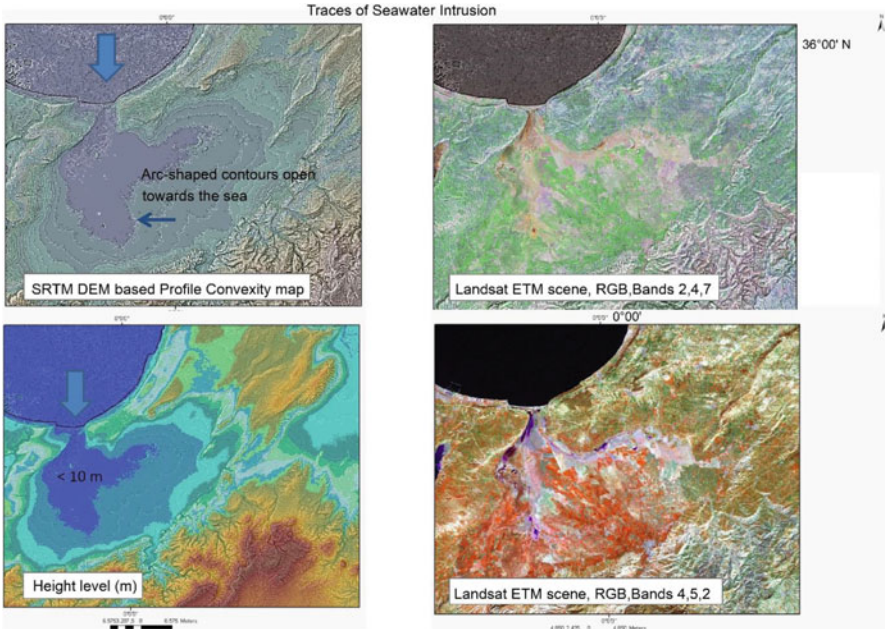 Traces of Seawater Intrusion
36°00' N
Arc-shaped contours open
towards the sea
SRTM DEM based Profile Convexity map
Landsat ETM scene, RGB,Bands 2,4,7
0°00'
< 10 m
Height level (m)
Landsat ETM scene, RGB,Bands 4,5,2